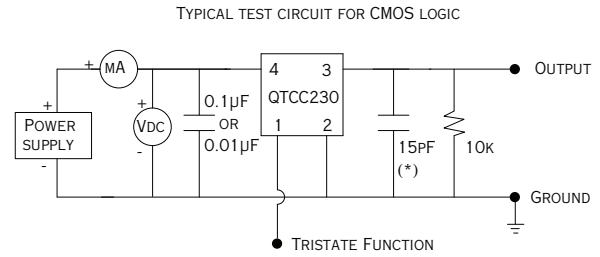 TYPICAL TEST CIRCUIT FOR CMOS LOGIC
+ MA
4 3
OUTPUT
QTCC230
+
POWER SUPPLY
-
+
VDC
-
0.1µF
OR
0.01µF
1 2
15PF
(*)
10K
GROUND
TRISTATE FUNCTION